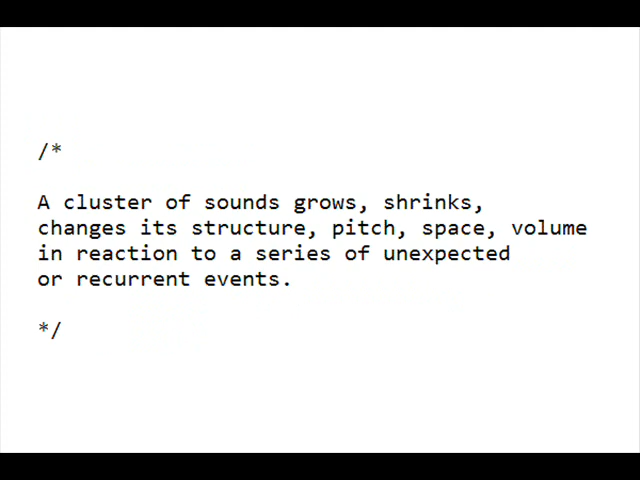 /*
A cluster of sounds grows, shrinks,
changes its structure, pitch, space, volume
in reaction to a series of unexpected
or recurrent events.
*/